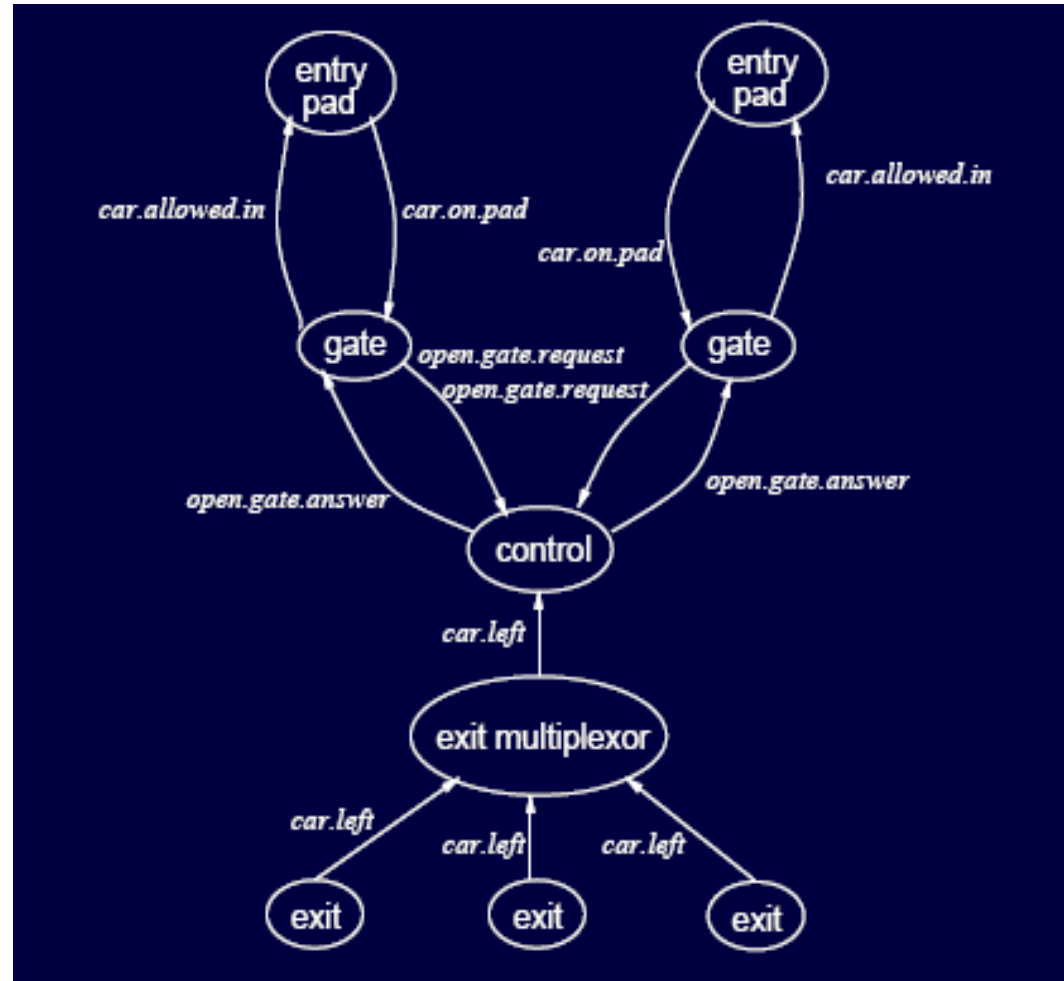 entry
pad
entry
pad
car.allowed.in
car.on.pad
car.on.pad
car.allowed.in
gate
gate
open.gate.request
open.gate.request
open.gate.answer
open.gate.answer
control
car.left
exit multiplexor
car.left
car.left
car.left
exit
exit
exit